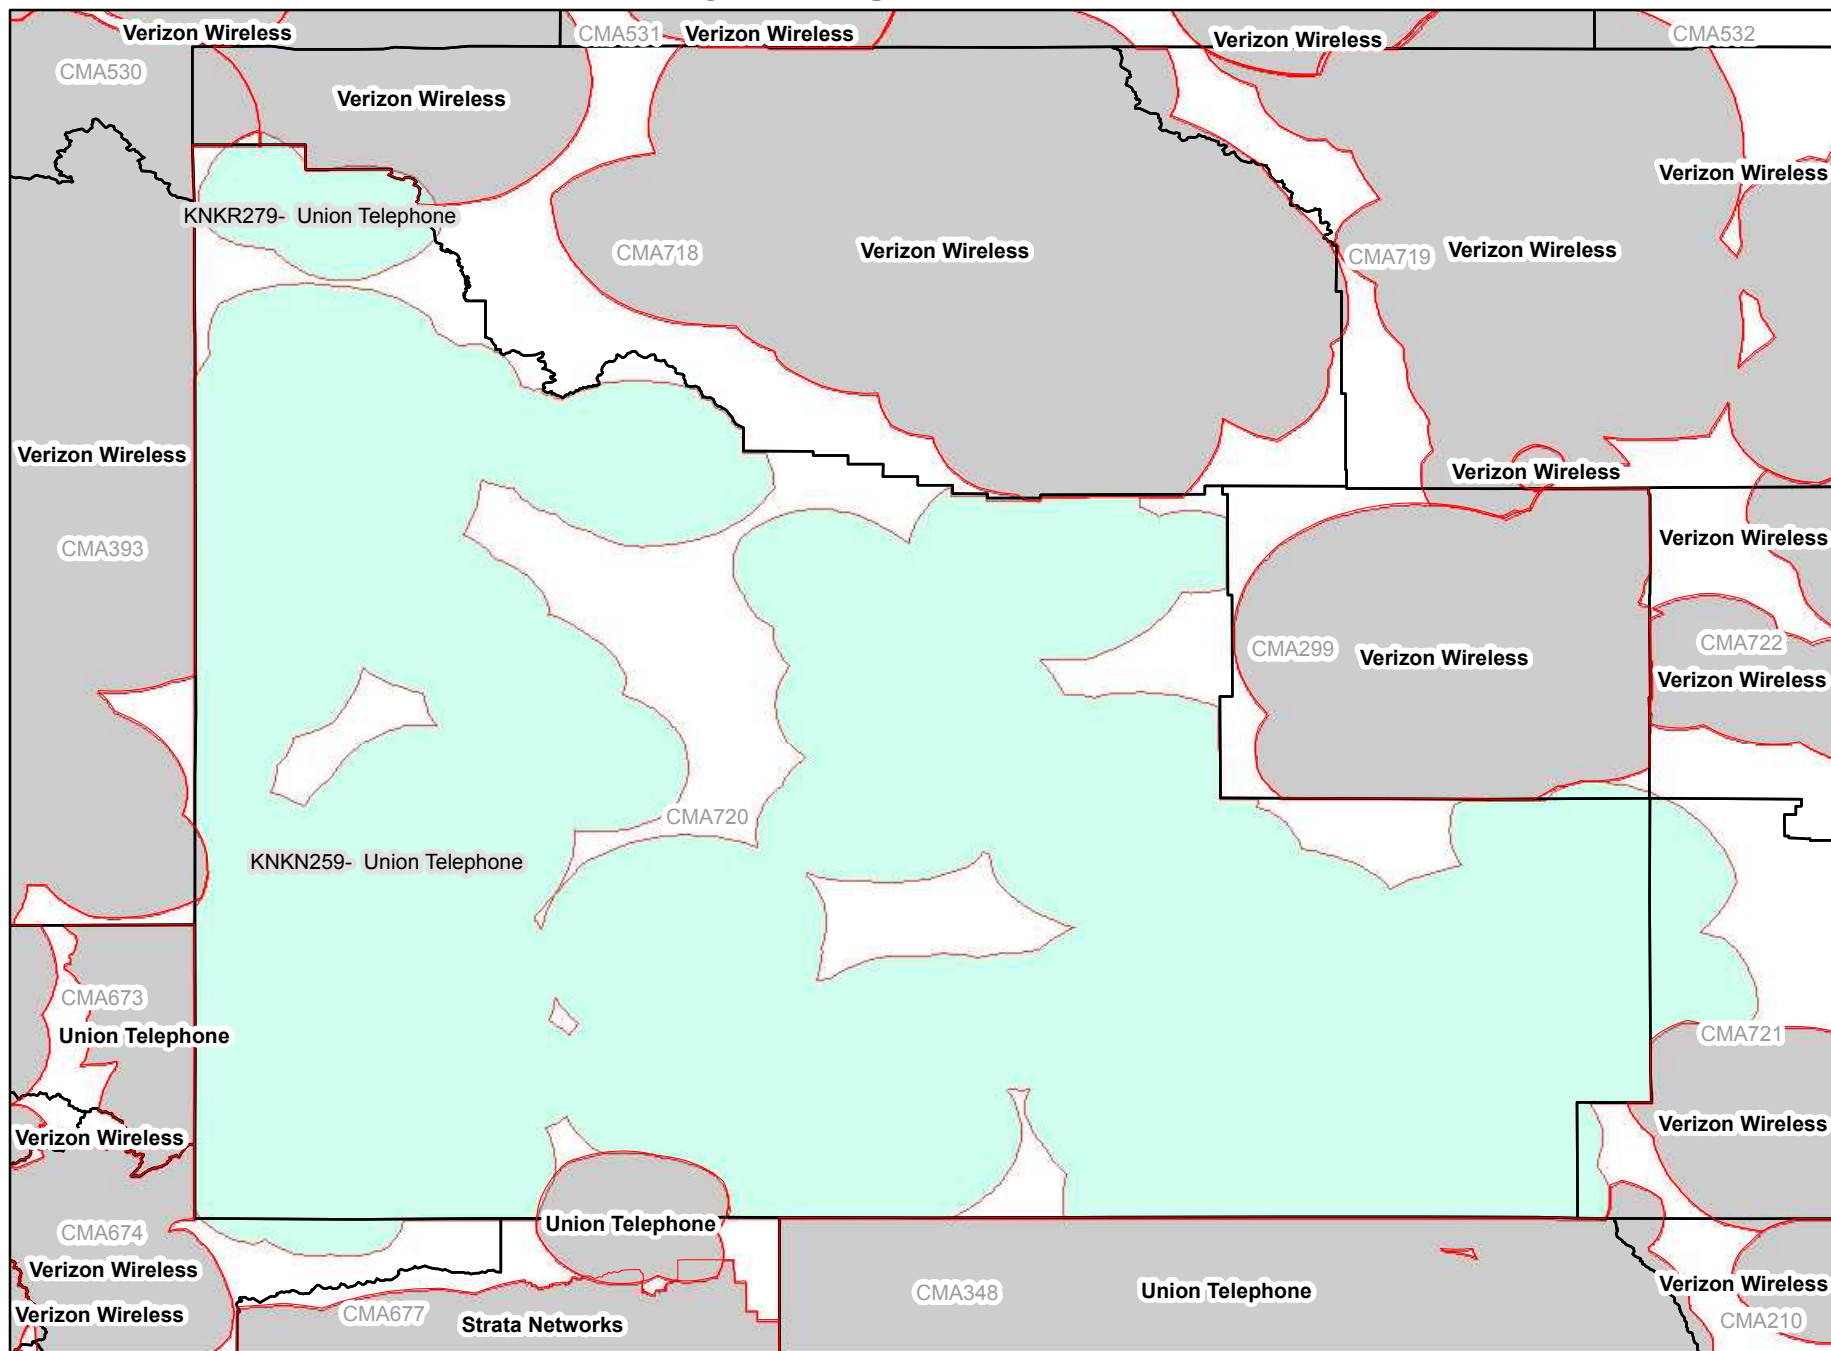 Verizon Wireless
CMA531
Verizon Wireless
Verizon Wireless
CMA532
CMA530
Verizon Wireless
Verizon Wireless
KNKR279- Union Telephone
CMA718
Verizon Wireless
CMA719
Verizon Wireless
Verizon Wireless
Verizon Wireless
CMA393
Verizon Wireless
CMA299
Verizon Wireless
CMA722
Verizon Wireless
CMA720
KNKN259- Union Telephone
CMA673
Union Telephone
CMA721
Verizon Wireless
Verizon Wireless
CMA674
Union Telephone
Verizon Wireless
Verizon Wireless
CMA677
Strata Networks
CMA348
Union Telephone
Verizon Wireless
CMA210